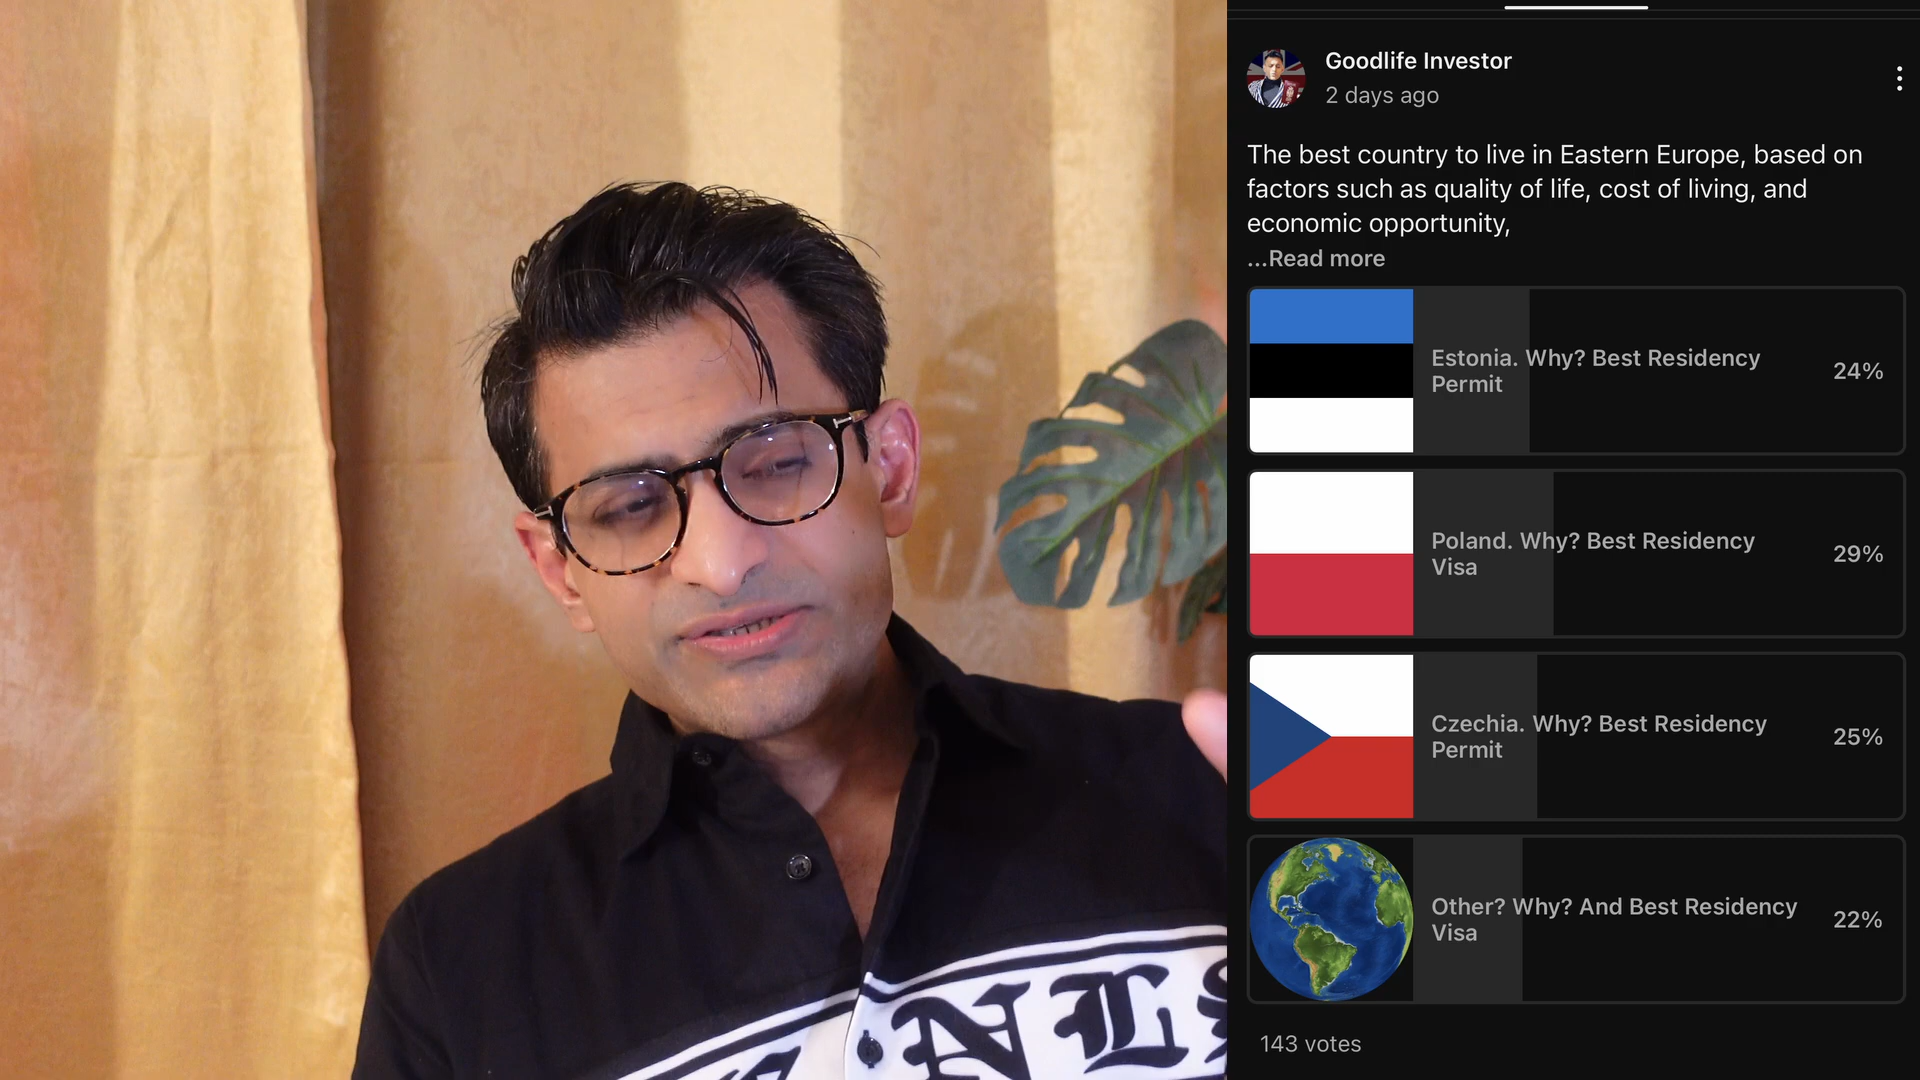 Goodlife Investor
2 days ago
The best country to live in Eastern Europe, based on
factors such as quality of life, cost of living, and
economic opportunity,
...Read more
Estonia. Why? Best Residency
Permit
24%
Poland. Why? Best Residency
Visa
29%
Czechia. Why? Best Residency
Permit
25%
Other? Why? And Best Residency
Visa
22%
143 votes
NL